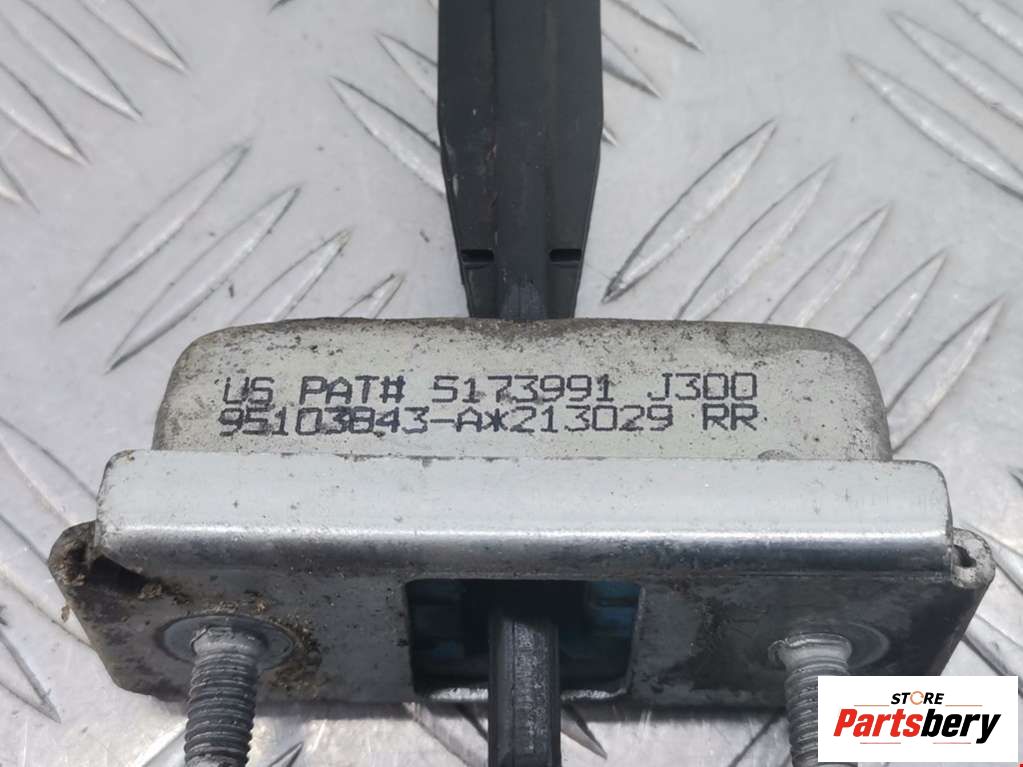 US PAT# 5173991 J300
95103843-A*213029 RR
STORE
Partsbery